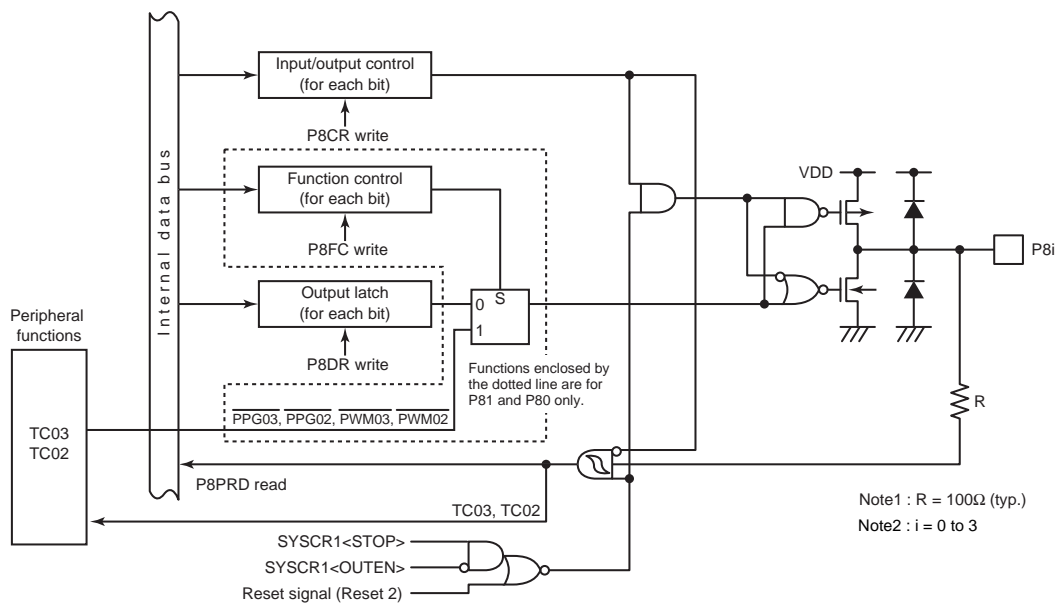 Input/output control
(for each bit)
P8CR write
Function control
(for each bit)
P8FC write
Internal data bus
Output latch
(for each bit)
P8DR write
0 S
1
Functions enclosed by
the dotted line are for
P81 and P80 only.
VDD
P8i
R
Peripheral
functions
TC03
TC02
PPG03, PPG02, PWM03, PWM02
P8PRD read
TC03, TC02
SYSCR1<STOP>
SYSCR1<OUTEN>
Reset signal (Reset 2)
Note1 : R = 100Ω (typ.)
Note2 : i = 0 to 3